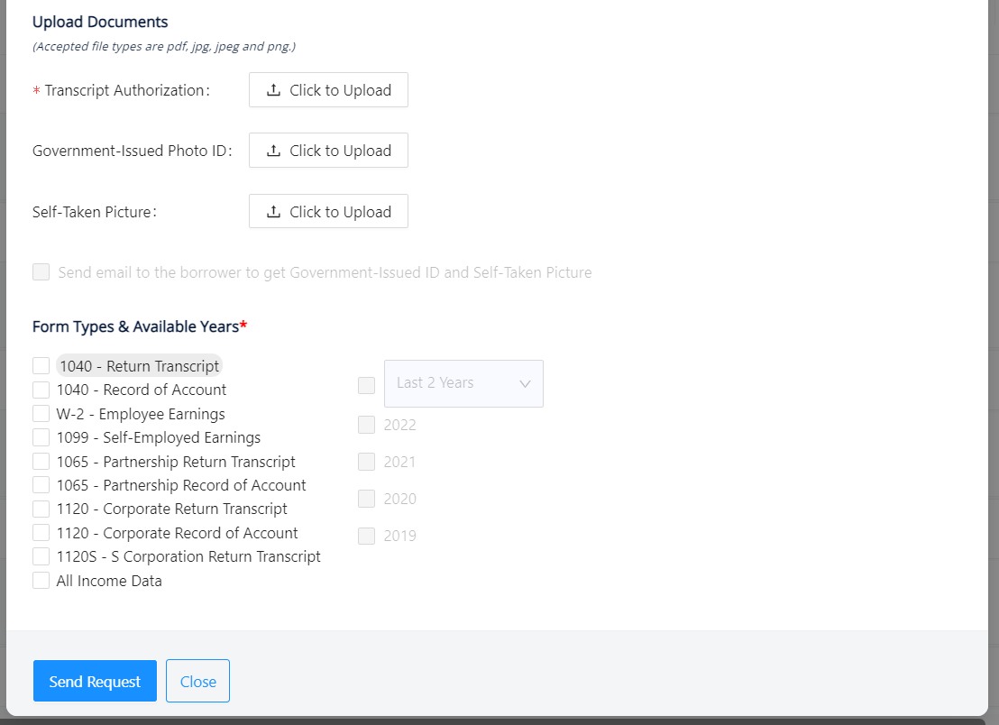 Upload Documents
(Accepted file types are pdf, jpg, jpeg and png.)
* Transcript Authorization: Click to Upload
Government-Issued Photo ID: Click to Upload
Self-Taken Picture: Click to Upload
Send email to the borrower to get Government-Issued ID and Self-Taken Picture
Form Types & Available Years*
1040 - Return Transcript
1040 - Record of Account
W-2 - Employee Earnings
1099 - Self-Employed Earnings
1065 - Partnership Return Transcript
1065 - Partnership Record of Account
1120 - Corporate Return Transcript
1120 - Corporate Record of Account
1120S - S Corporation Return Transcript
All Income Data
Last 2 Years
2022
2021
2020
2019
Send Request Close